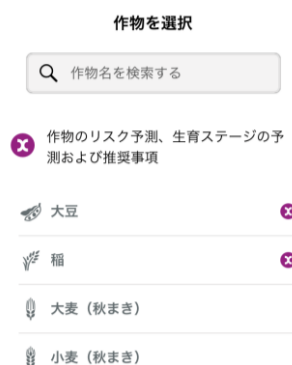 作物を選択
作物名を検索する
作物のリスク予測、生育ステージの予
測および推奨事項
大豆
稲
大麦（秋まき）
小麦（秋まき）